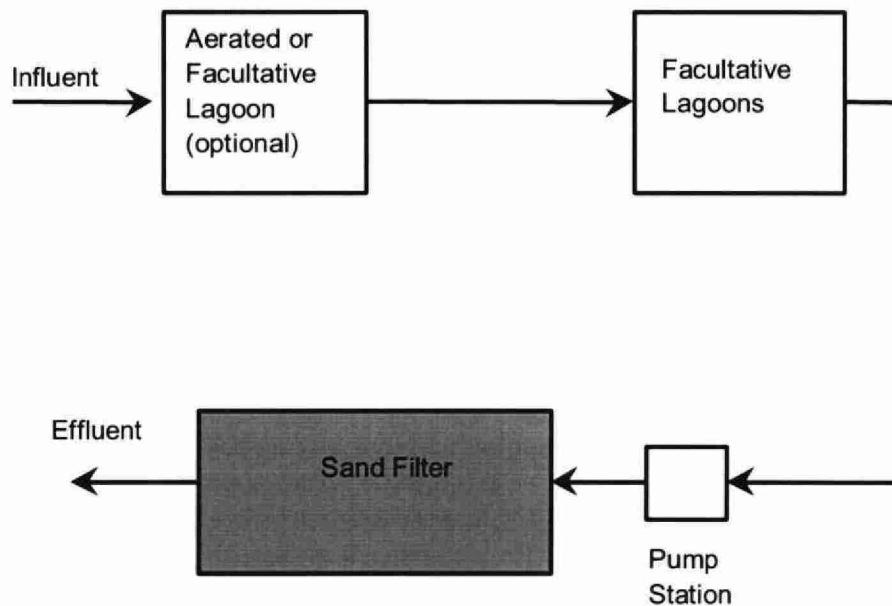 Influent
Aerated or
Facultative
Lagoon
(optional)
Facultative
Lagoons
Effluent
Sand Filter
Pump
Station